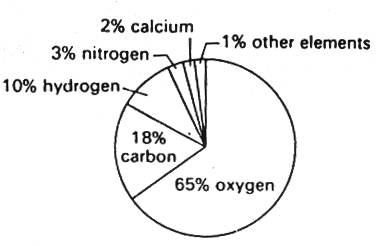 2% calcium
3% nitrogen
1% other elements
10% hydrogen
18%
carbon
65% oxygen